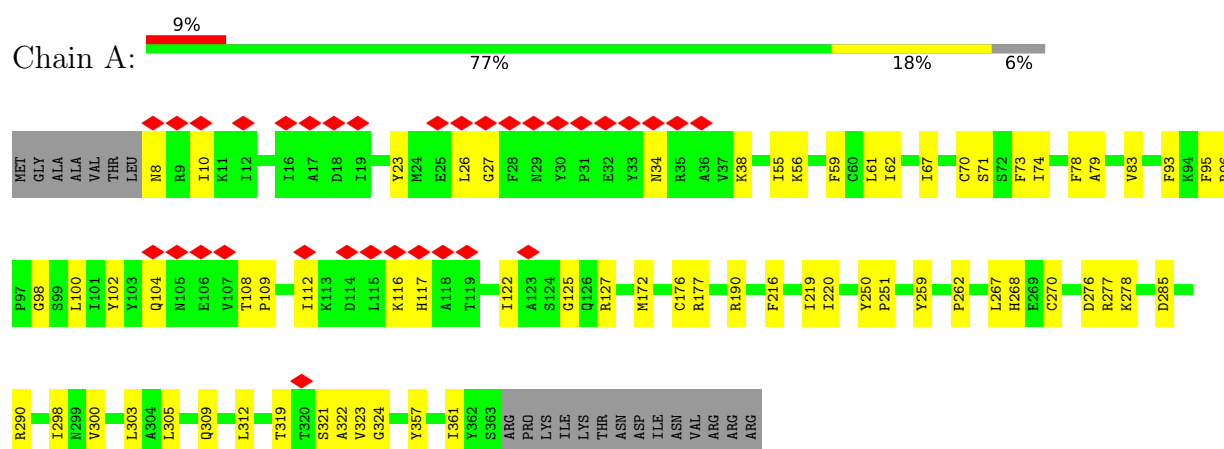 9%
Chain A:
77% 18% 6%
MET GLY ALA ALA VAL THR LEU N8 R9 I10 K11 I12 I16 A17 D18 I19 Y23 M24 E25 L26 G27 F28 N29 Y30 P31 E32 Y33 N34 R35 A36 V37 K38 I55 K56 F59 C60 L61 I62 I67 C70 S71 S72 F73 I74 F78 A79 V83 F93 K94 F95
P97 G98 S99 L100 I101 Y102 Y103 Q104 N105 E106 V107 T108 P109 I112 K113 D114 L115 K116 H117 A118 T119 I122 A123 S124 G125 Q126 R127 M172 C176 R177 R190 F216 I219 I220 Y250 P251 Y259 P262 L267 H268 E269 C270 D276 R277 K278 D285
R290 I298 N299 V300 L303 A304 L305 Q309 L312 T319 T320 S321 A322 V323 G324 Y357 I361 Y362 S363 ARG PRO LYS ILE LYS THR ASN ASP ILE ASN VAL ARG ARG ARG